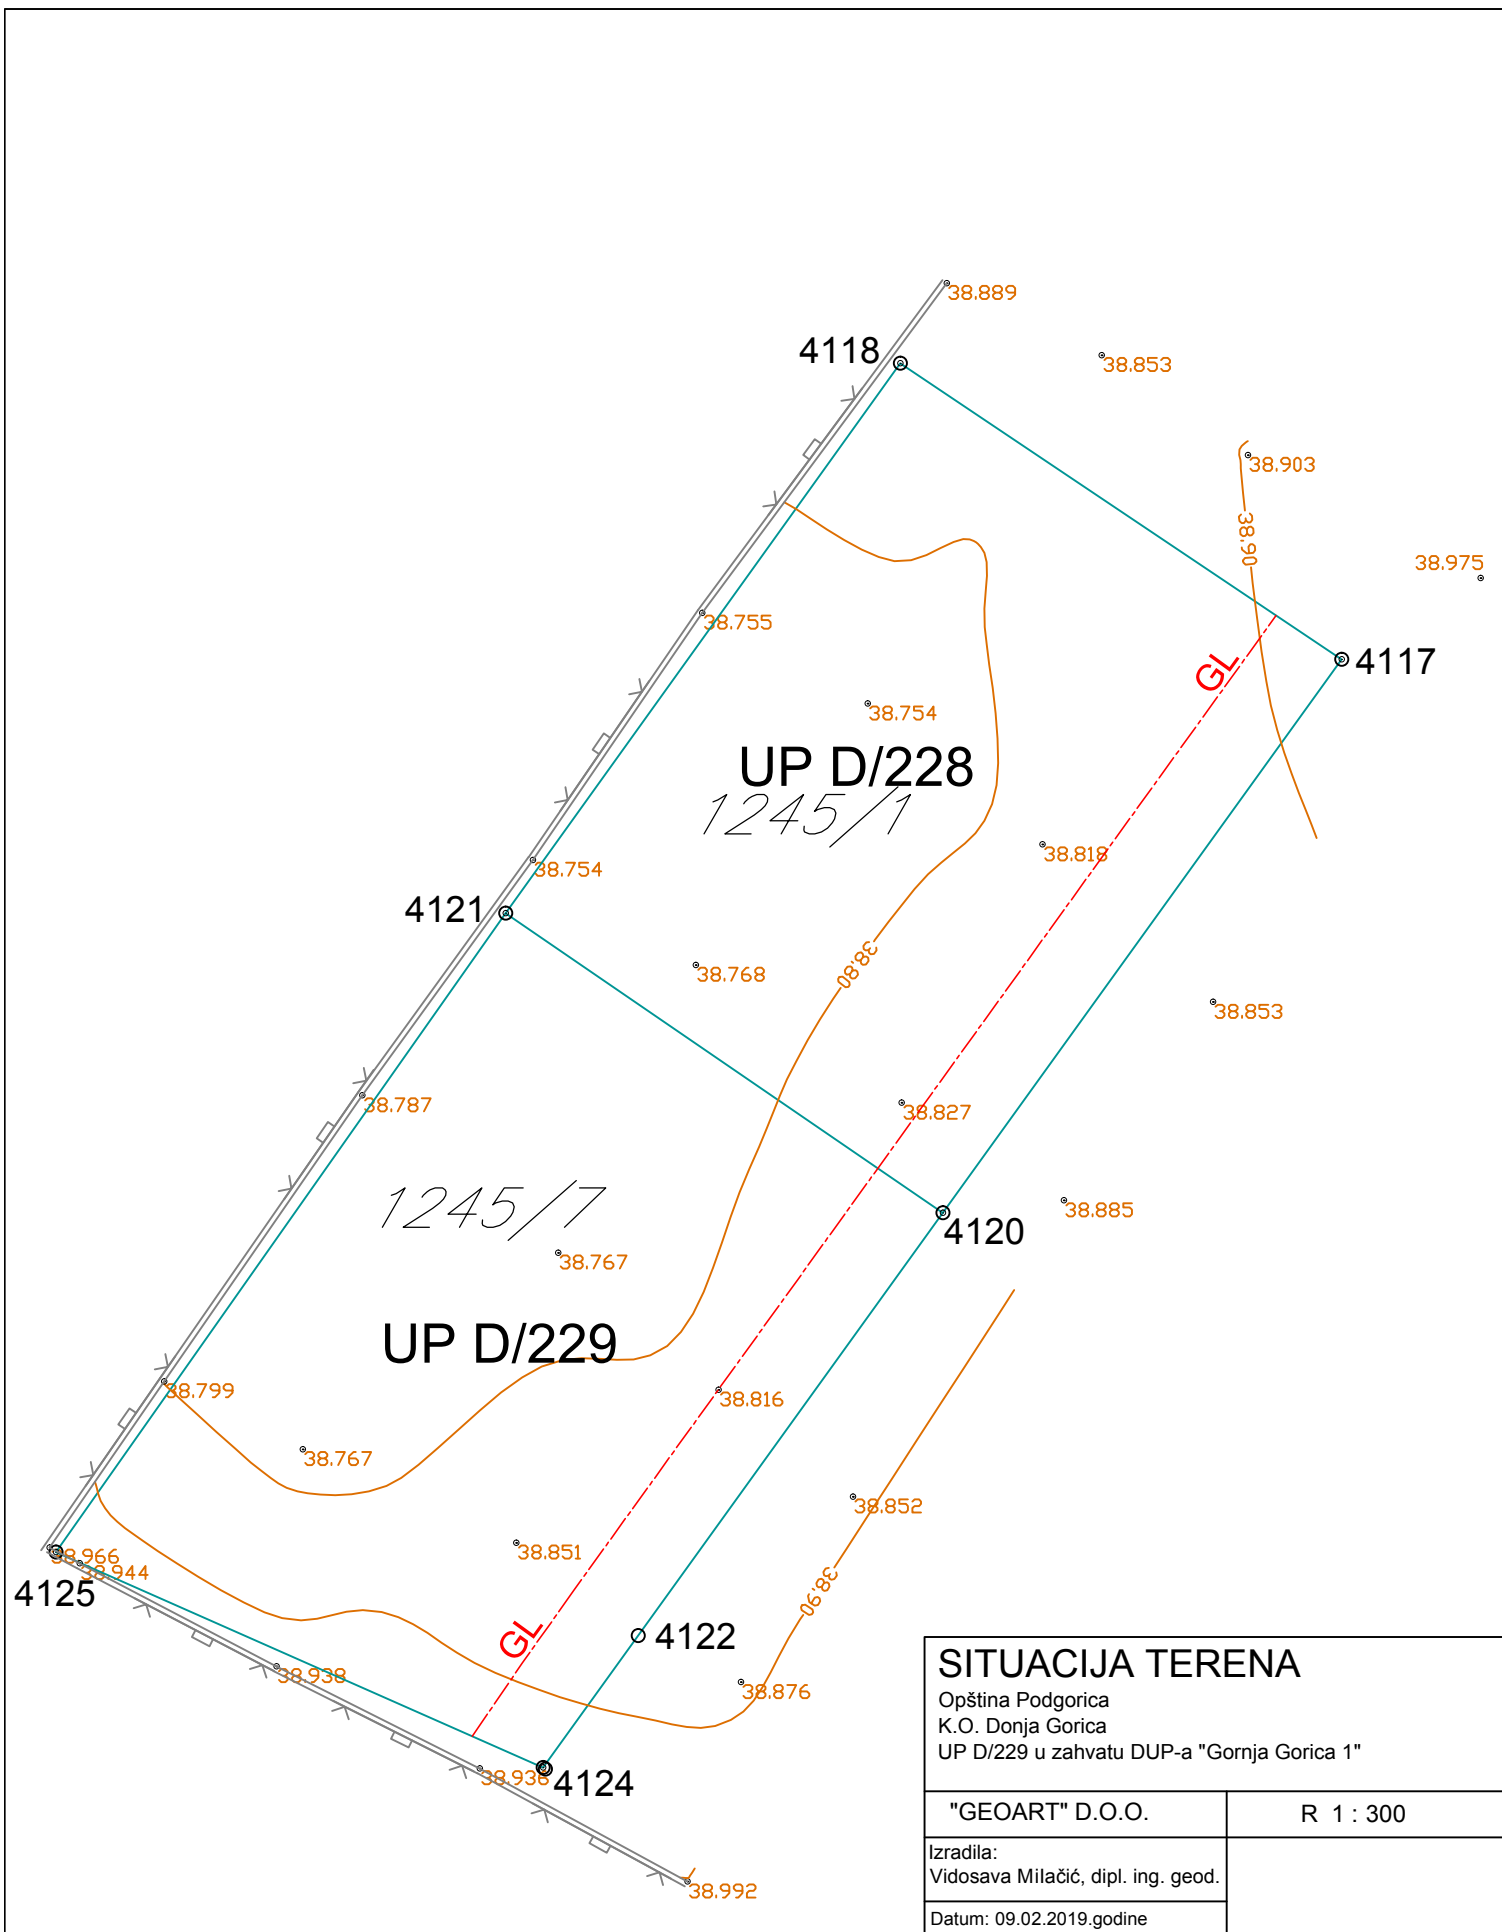 38.889
4118
38.853
38.903
38.90
38.975
38.755
4117
GL
38.754
UP D/228
1245/1
38.818
38.754
4121
38.80
38.768
38.853
38.787
38.827
1245/7
38.885
4120
38.767
UP D/229
38.799
38.816
38.767
38.852
38.851
38.966
38.944
4125
38.90
GL
4122
38.938
38.876
38.936
4124
38.992
SITUACIJA TERENA
Opština Podgorica
K.O. Donja Gorica
UP D/229 u zahvatu DUP-a "Gornja Gorica 1"
"GEOART" D.O.O.
R 1 : 300
Izradila:
Vidosava Milačić, dipl. ing. geod.
Datum: 09.02.2019.godine